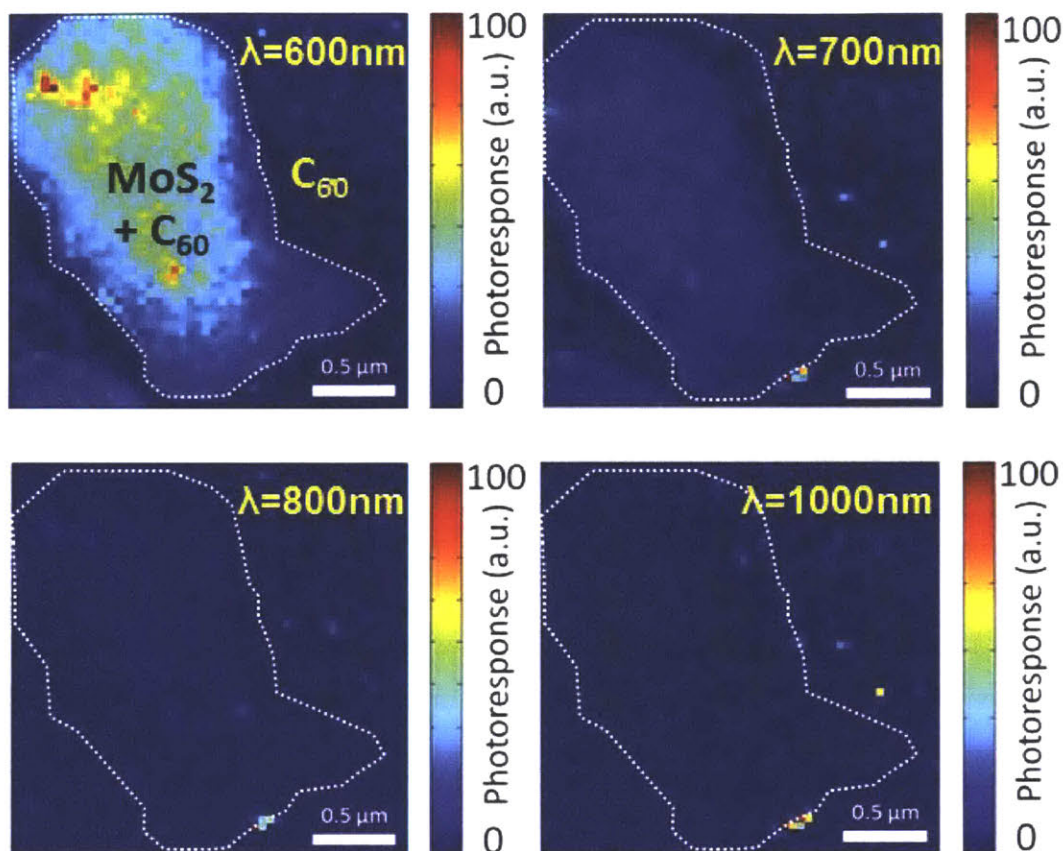 λ=600nm
C₆₀
MoS₂
+ C₆₀
0.5 μm
100
Photoresponse (a.u.)
0
λ=700nm
0.5 μm
100
Photoresponse (a.u.)
0
λ=800nm
0.5 μm
100
Photoresponse (a.u.)
0
λ=1000nm
0.5 μm
100
Photoresponse (a.u.)
0